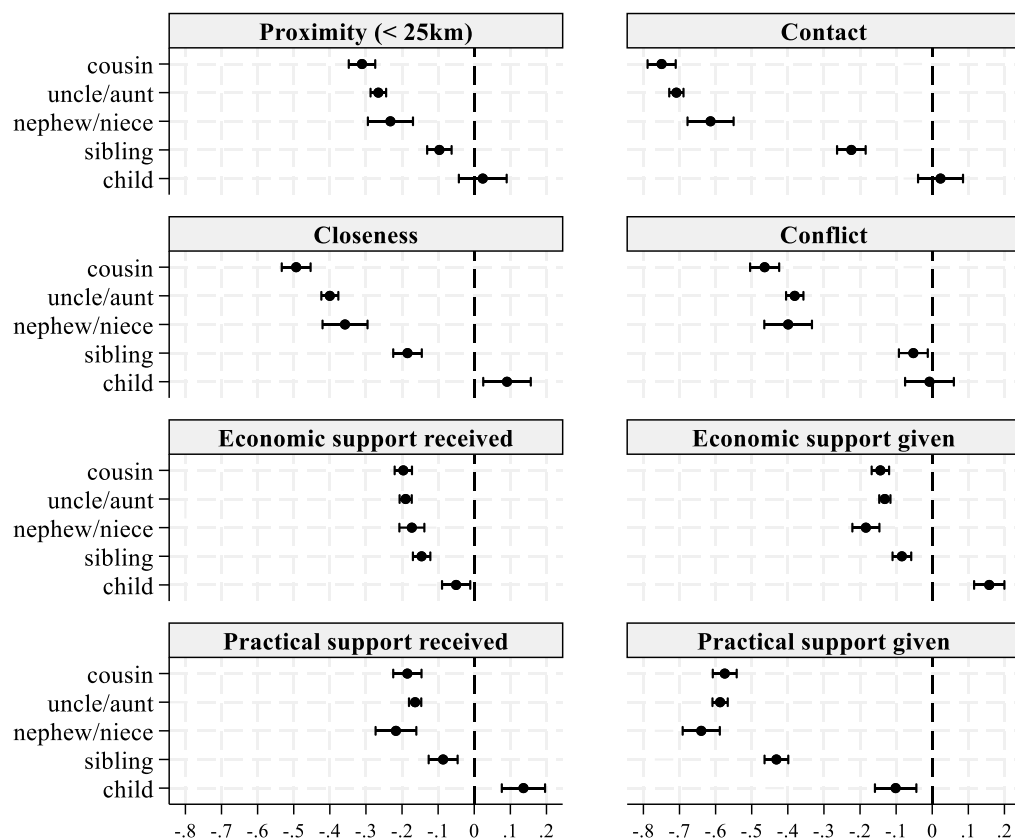 Proximity (< 25km)
Contact
cousin
uncle/aunt
nephew/niece
sibling
child
Closeness
Conflict
cousin
uncle/aunt
nephew/niece
sibling
child
Economic support received
Economic support given
cousin
uncle/aunt
nephew/niece
sibling
child
Practical support received
Practical support given
cousin
uncle/aunt
nephew/niece
sibling
child
-.8 -.7 -.6 -.5 -.4 -.3 -.2 -.1 0 .1 .2
-.8 -.7 -.6 -.5 -.4 -.3 -.2 -.1 0 .1 .2